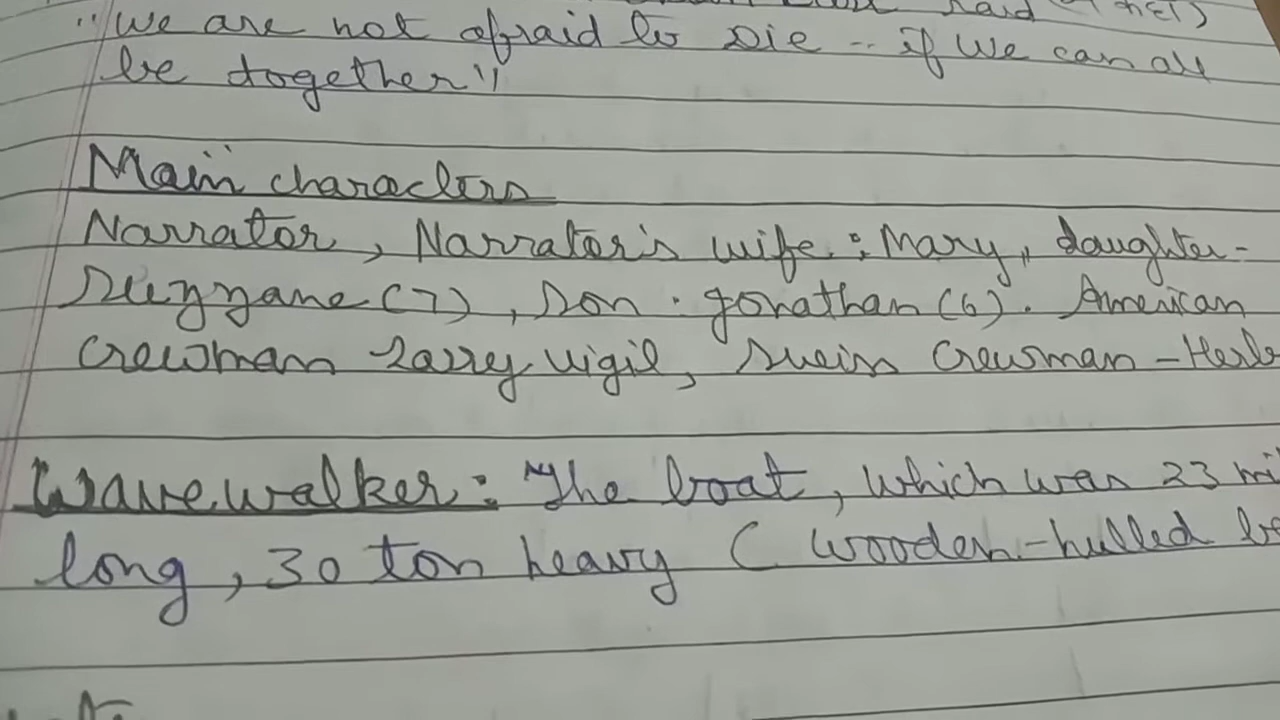 said
"we are not afraid to Die .. if we can all
be together"
Main characters
Narrator, Narrator's wife : Mary, daughter-
Suzzane (7), Son . Jonathan (6). American
Crewman Larry Vigil, Swiss Crewman - Herb
Wavewalker: The boat, which was 23 mi
long, 30 ton heavy ( wooden-hulled